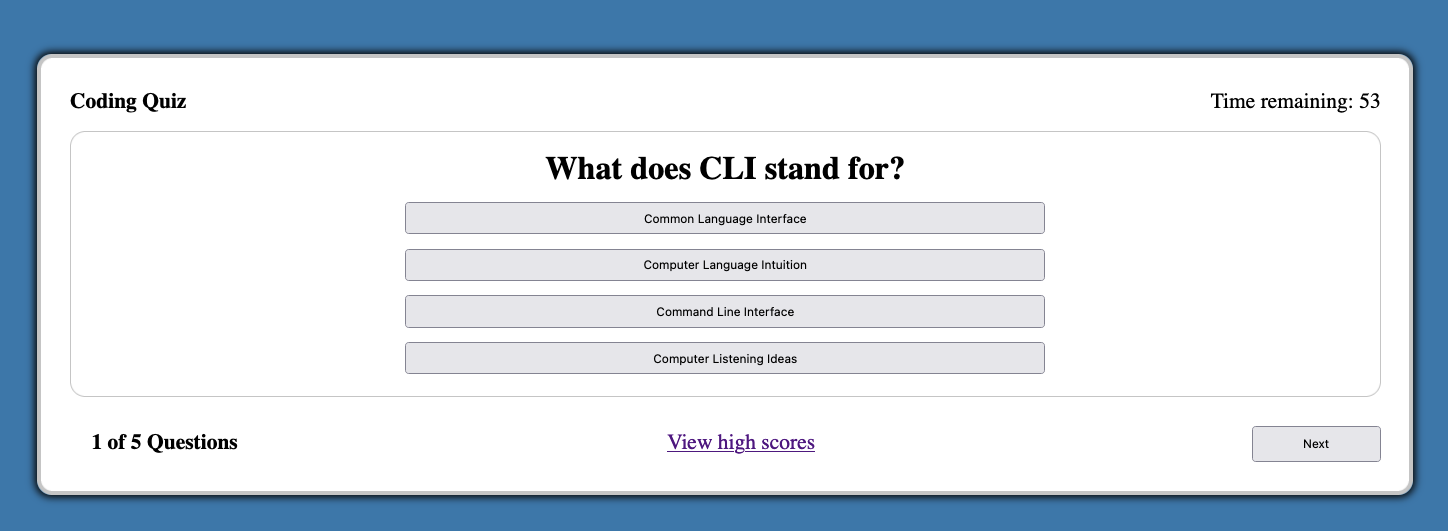 Coding Quiz
Time remaining: 53
What does CLI stand for?
Common Language Interface
Computer Language Intuition
Command Line Interface
Computer Listening Ideas
1 of 5 Questions
View high scores
Next